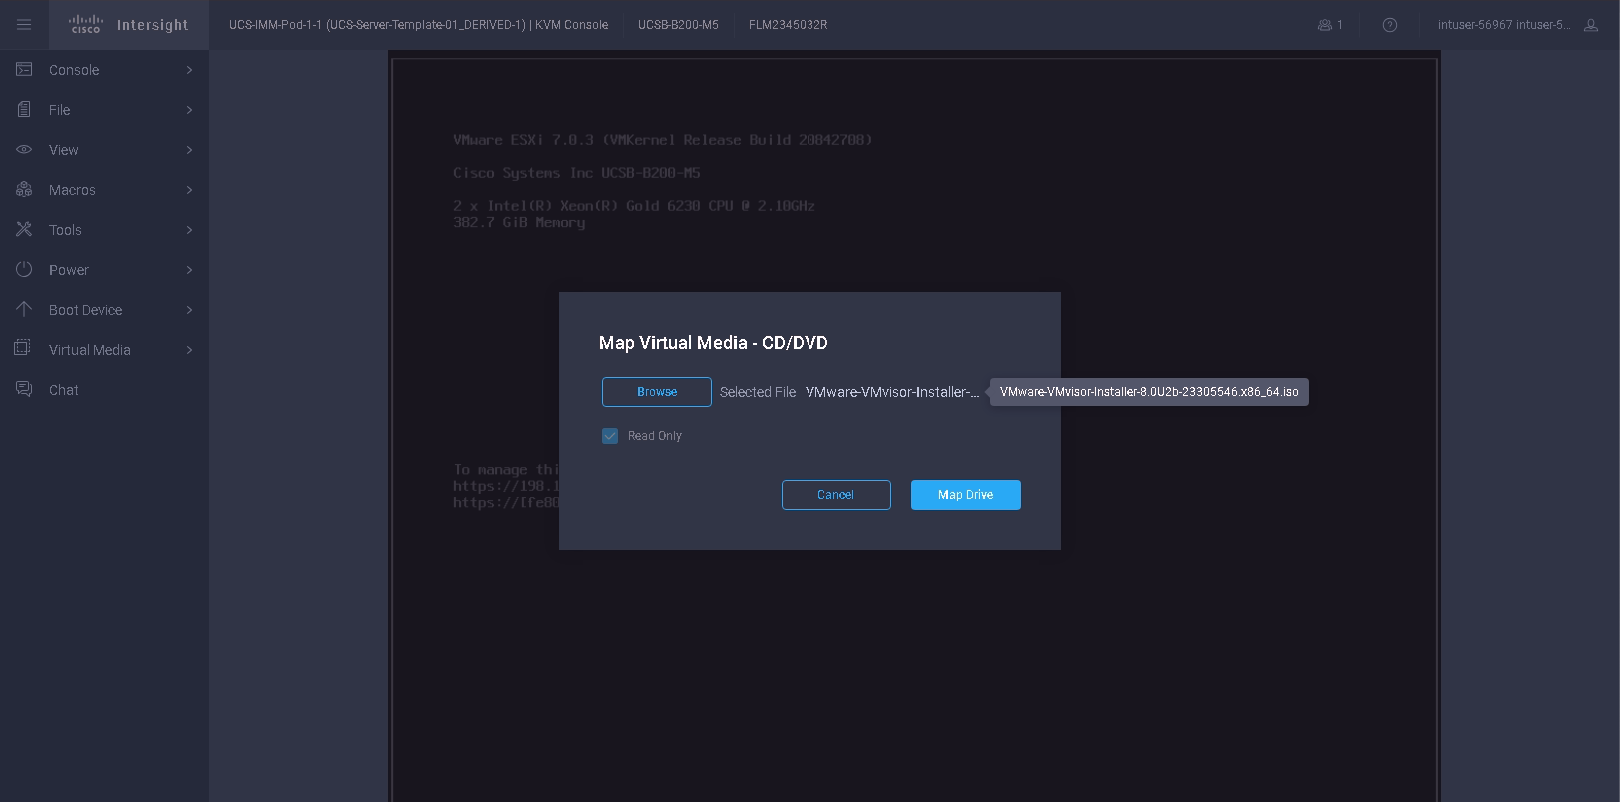 cisco Intersight
UCS-IMM-Pod-1-1 (UCS-Server-Template-01_DERIVED-1) | KVM Console
UCSB-B200-M5
FLM2345032R
1
intuser-56967 intuser-5...
Console
File
View
Macros
Tools
Power
Boot Device
Virtual Media
Chat
VMware ESXi 7.0.3 (VMKernel Release Build 20842708)
Cisco Systems Inc UCSB-B200-M5
2 x Intel(R) Xeon(R) Gold 6230 CPU @ 2.10GHz
382.7 GiB Memory
Map Virtual Media - CD/DVD
Browse Selected File VMware-VMvisor-Installer-... VMware-VMvisor-Installer-8.0U2b-23305546.x86_64.iso
Read Only
Cancel Map Drive
To manage thi
https://198.1
https://[fe80